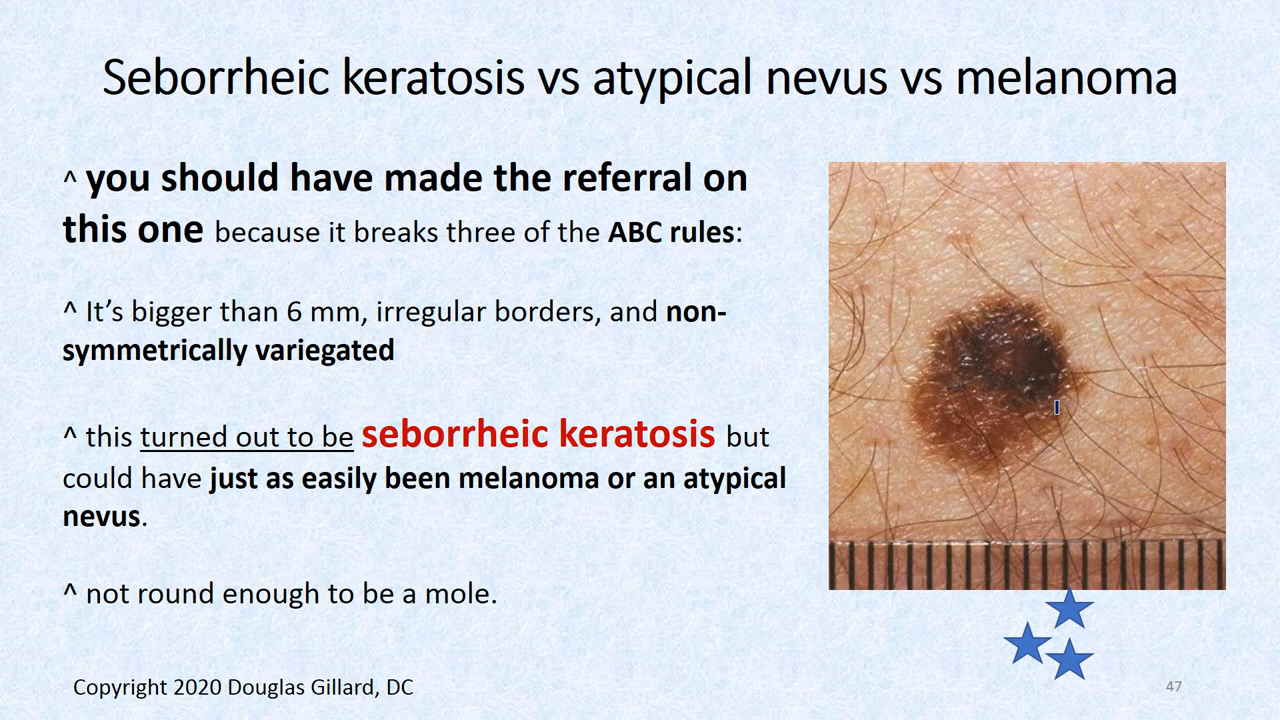 Seborrheic keratosis vs atypical nevus vs melanoma
^ you should have made the referral on
this one because it breaks three of the ABC rules:
^ It’s bigger than 6 mm, irregular borders, and non-
symmetrically variegated
^ this turned out to be seborrheic keratosis but
could have just as easily been melanoma or an atypical
nevus.
^ not round enough to be a mole.
Copyright 2020 Douglas Gillard, DC
47